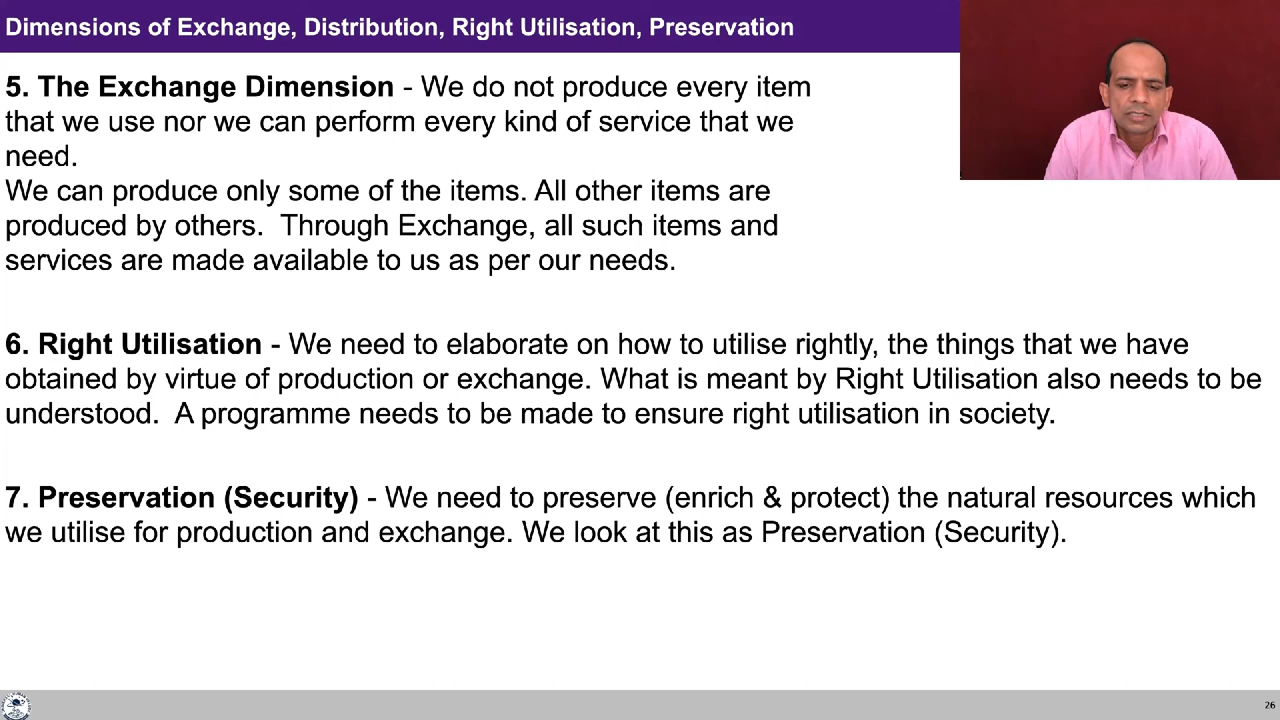 Dimensions of Exchange, Distribution, Right Utilisation, Preservation
5. The Exchange Dimension - We do not produce every item
that we use nor we can perform every kind of service that we
need.
We can produce only some of the items. All other items are
produced by others.  Through Exchange, all such items and
services are made available to us as per our needs.
6. Right Utilisation - We need to elaborate on how to utilise rightly, the things that we have
obtained by virtue of production or exchange. What is meant by Right Utilisation also needs to be
understood.  A programme needs to be made to ensure right utilisation in society.
7. Preservation (Security) - We need to preserve (enrich & protect) the natural resources which
we utilise for production and exchange. We look at this as Preservation (Security).
26